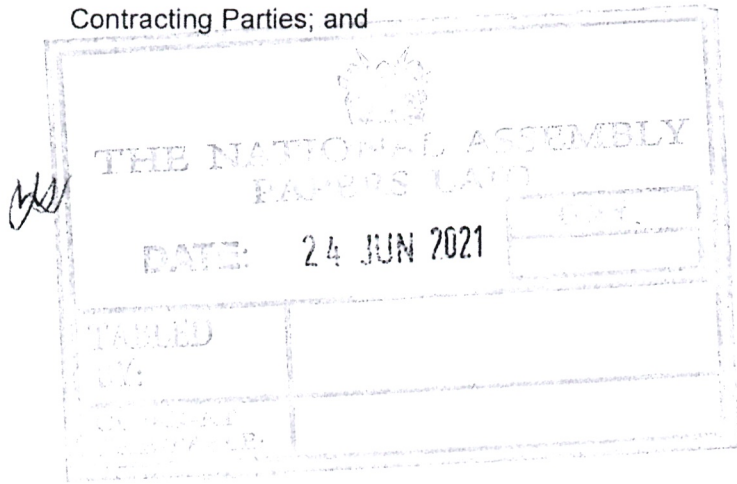 Contracting Parties; and
THE NATIONAL ASSEMBLY
PAPERS LAID
DATE: 24 JUN 2021
TABLED
BY: